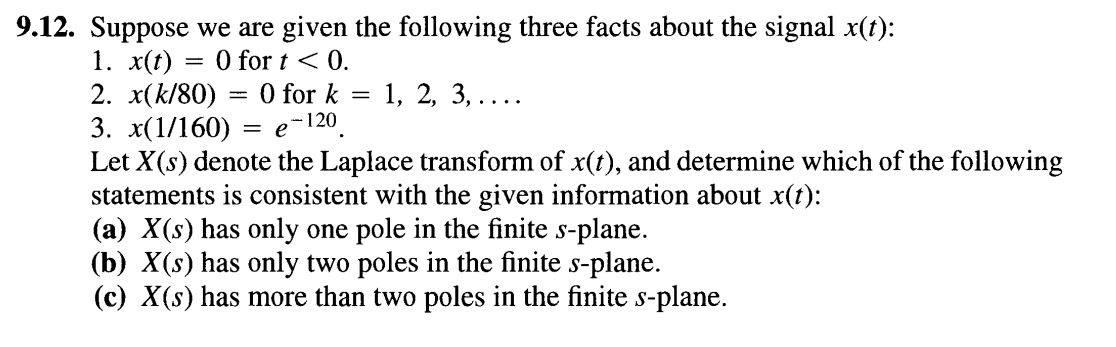 9.12. Suppose we are given the following three facts about the signal x(t):
1. x(t) = 0 for t < 0.
2. x(k/80) = 0 for k = 1, 2, 3, . . . .
3. x(1/160) = e⁻¹²⁰.
Let X(s) denote the Laplace transform of x(t), and determine which of the following
statements is consistent with the given information about x(t):
(a) X(s) has only one pole in the finite s-plane.
(b) X(s) has only two poles in the finite s-plane.
(c) X(s) has more than two poles in the finite s-plane.